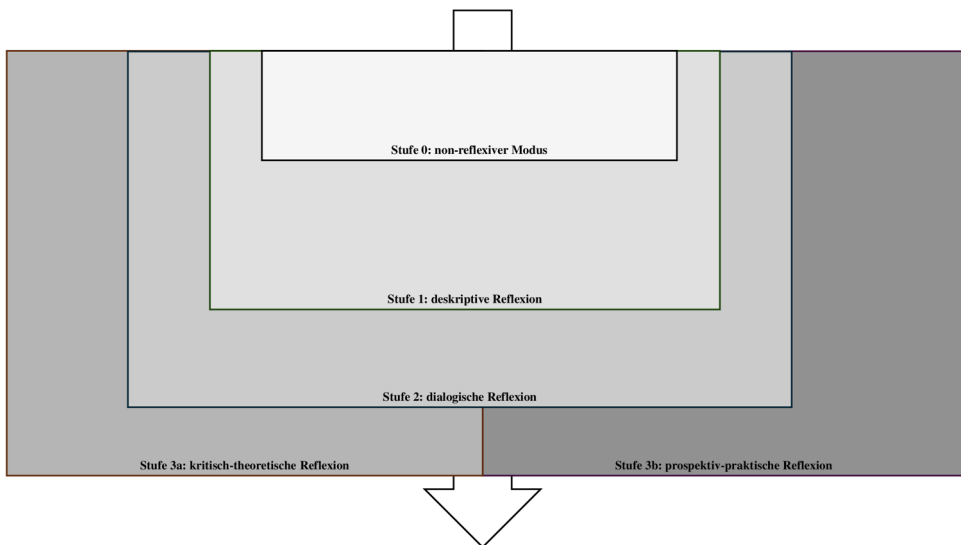 Stufe 0: non-reflexiver Modus
Stufe 1: deskriptive Reflexion
Stufe 2: dialogische Reflexion
Stufe 3a: kritisch-theoretische Reflexion
Stufe 3b: prospektiv-praktische Reflexion